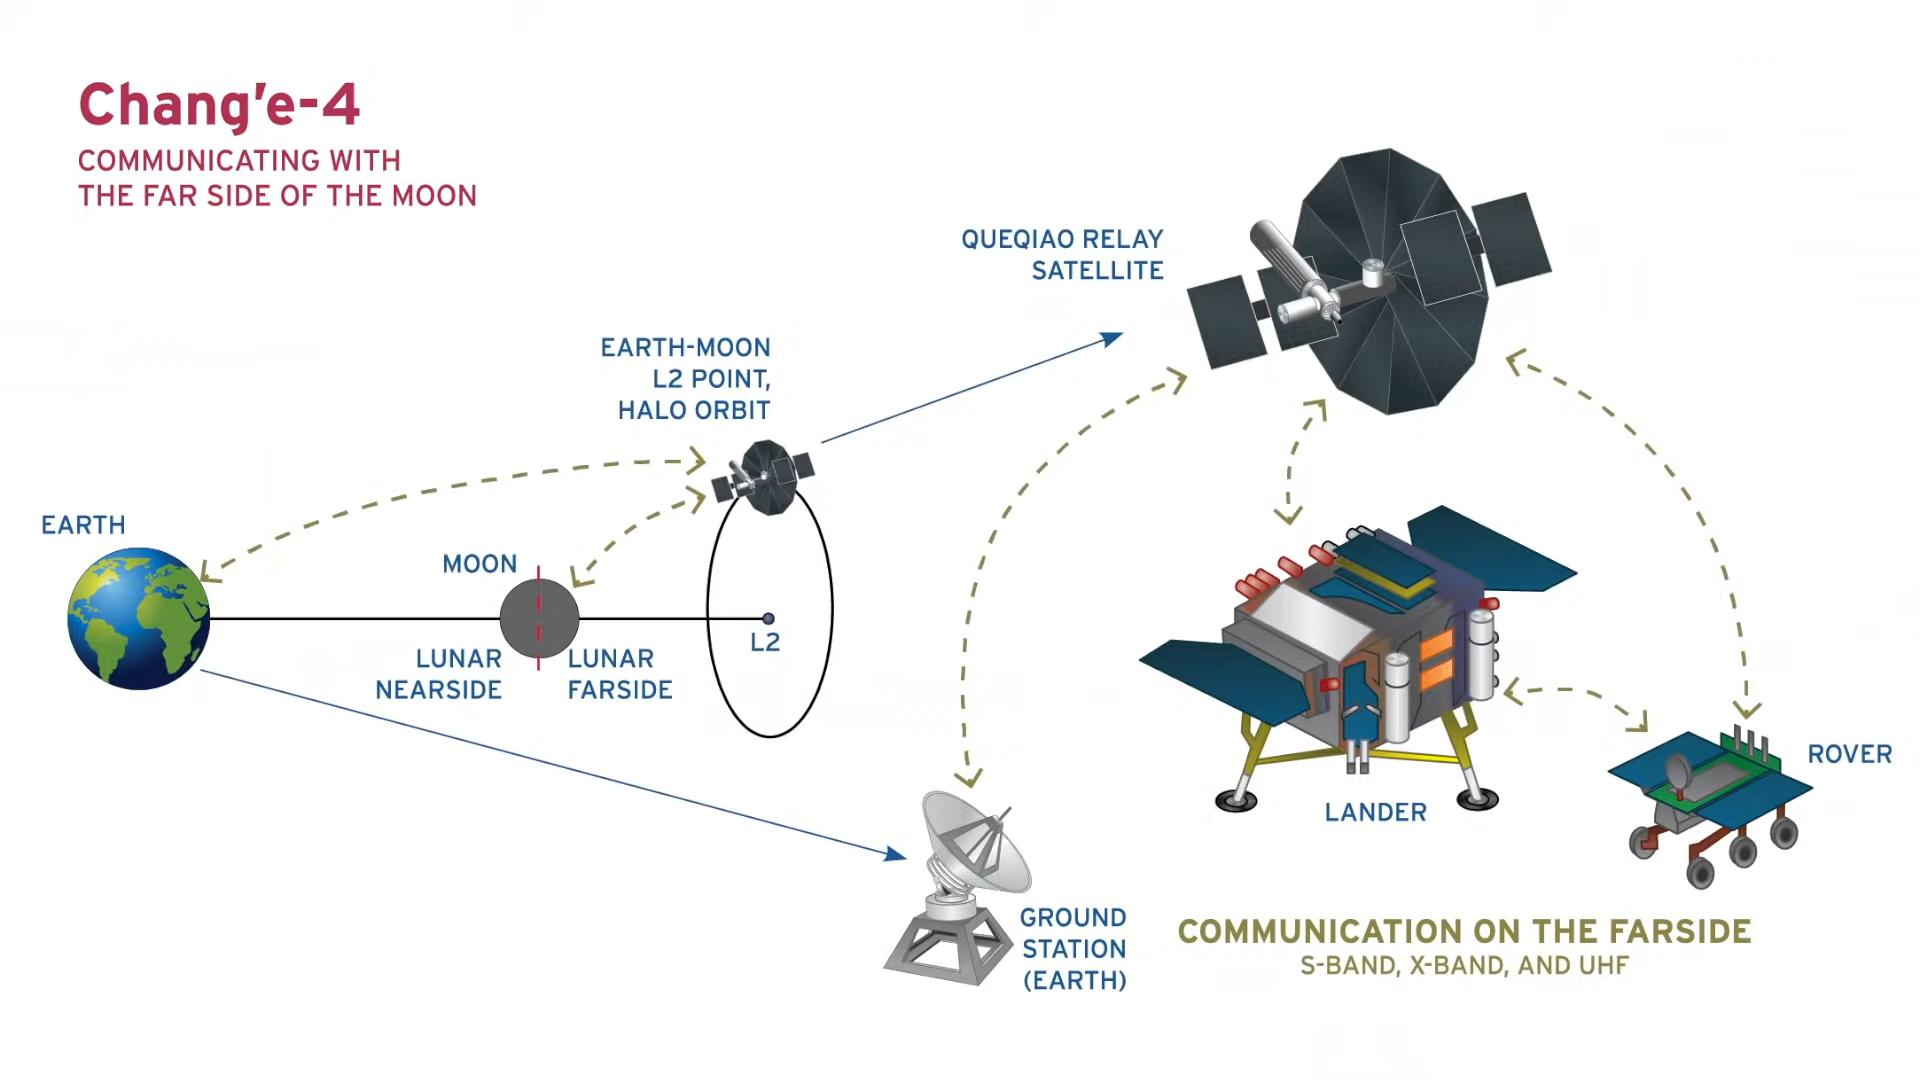 Chang'e-4
COMMUNICATING WITH
THE FAR SIDE OF THE MOON
QUEQIAO RELAY
SATELLITE
EARTH-MOON
L2 POINT,
HALO ORBIT
EARTH
MOON
L2
LUNAR
NEARSIDE
LUNAR
FARSIDE
ROVER
LANDER
GROUND
STATION
(EARTH)
COMMUNICATION ON THE FARSIDE
S-BAND, X-BAND, AND UHF